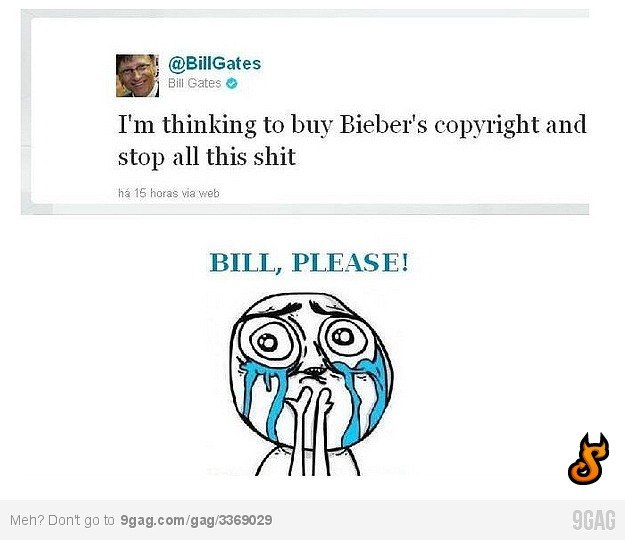 @BillGates
Bill Gates
I'm thinking to buy Bieber's copyright and
stop all this shit
há 15 horas via web
BILL, PLEASE!
Meh? Don't go to 9gag.com/gag/3369029
9GAG